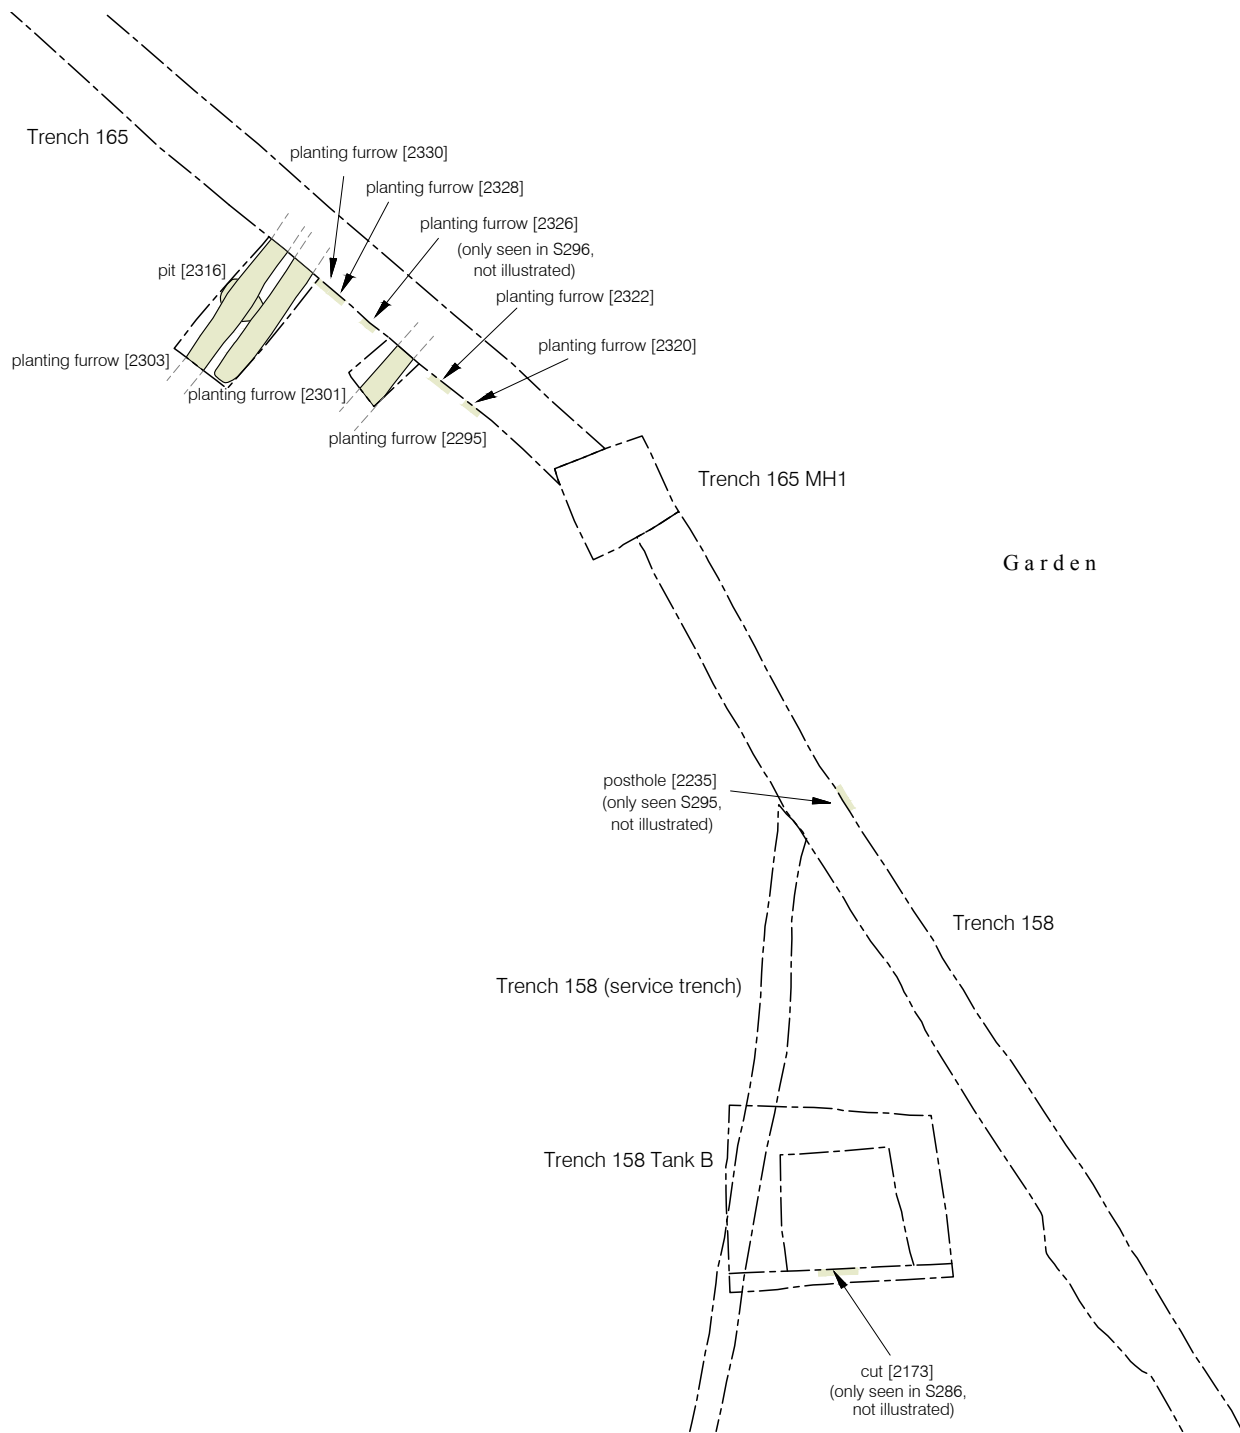 Trench 165
planting furrow [2330]
planting furrow [2328]
planting furrow [2326]
(only seen in S296,
not illustrated)
pit [2316]
planting furrow [2322]
planting furrow [2320]
planting furrow [2303]
planting furrow [2301]
planting furrow [2295]
Trench 165 MH1
Garden
posthole [2235]
(only seen S295,
not illustrated)
Trench 158
Trench 158 (service trench)
Trench 158 Tank B
cut [2173]
(only seen in S286,
not illustrated)